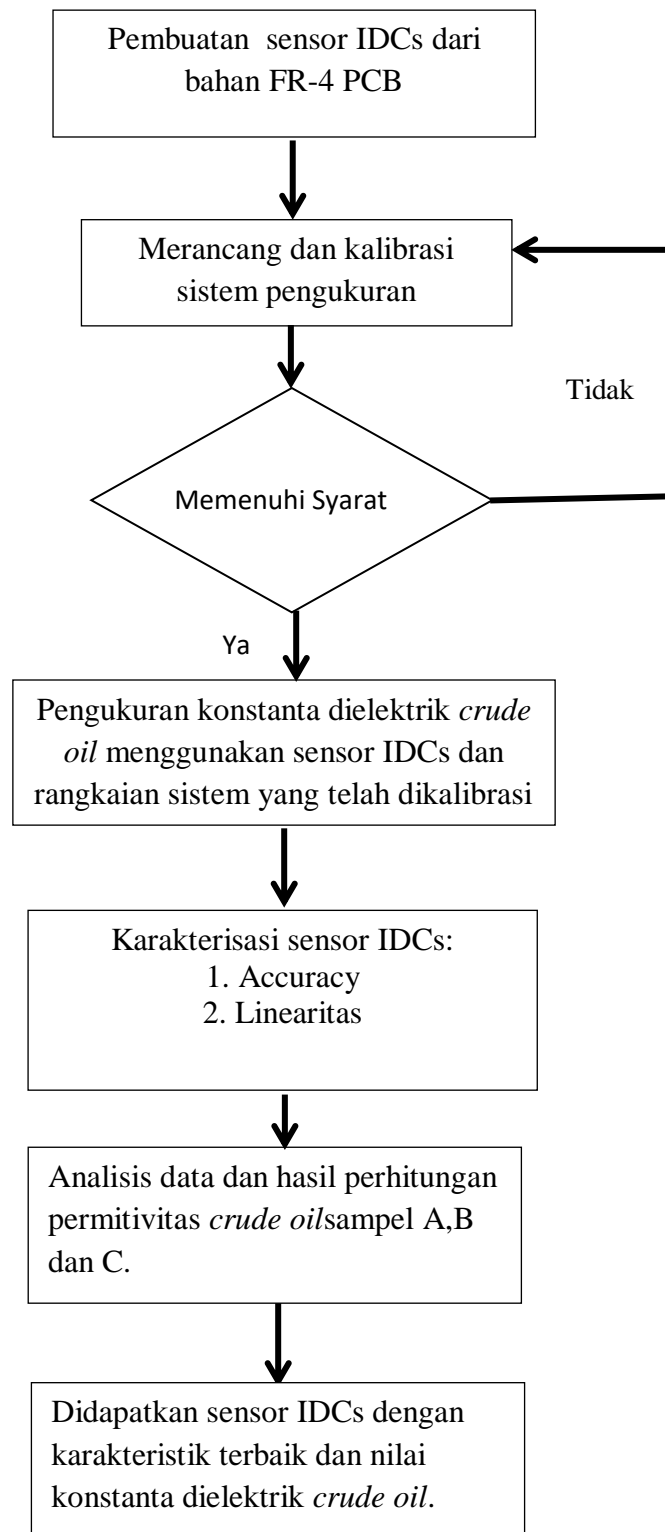 Pembuatan sensor IDCs dari
bahan FR-4 PCB
Merancang dan kalibrasi
sistem pengukuran
Tidak
Memenuhi Syarat
Ya
Pengukuran konstanta dielektrik crude
oil menggunakan sensor IDCs dan
rangkaian sistem yang telah dikalibrasi
Karakterisasi sensor IDCs:
1. Accuracy
2. Linearitas
Analisis data dan hasil perhitungan
permitivitas crude oilsampel A,B
dan C.
Didapatkan sensor IDCs dengan
karakteristik terbaik dan nilai
konstanta dielektrik crude oil.